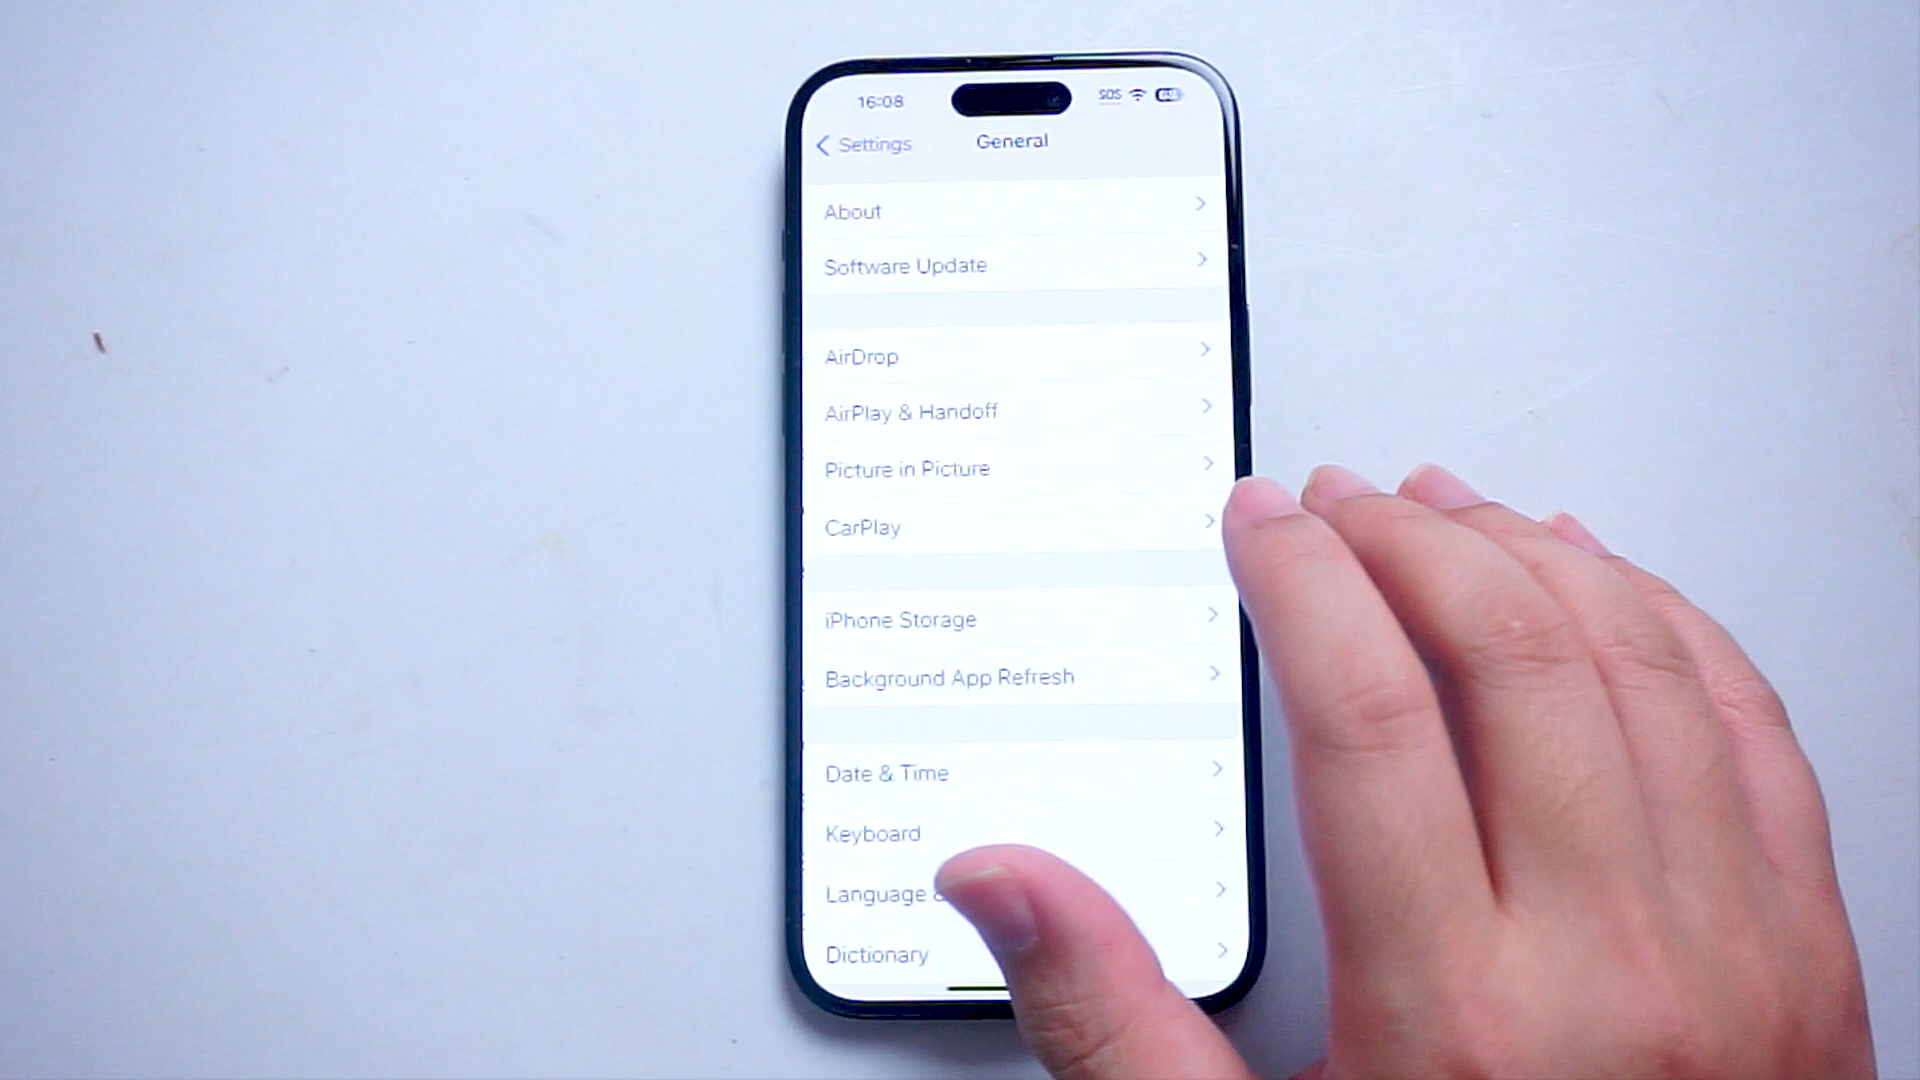 16:08
SOS
Settings
General
About
Software Update
AirDrop
AirPlay & Handoff
Picture in Picture
CarPlay
iPhone Storage
Background App Refresh
Date & Time
Keyboard
Language
Dictionary